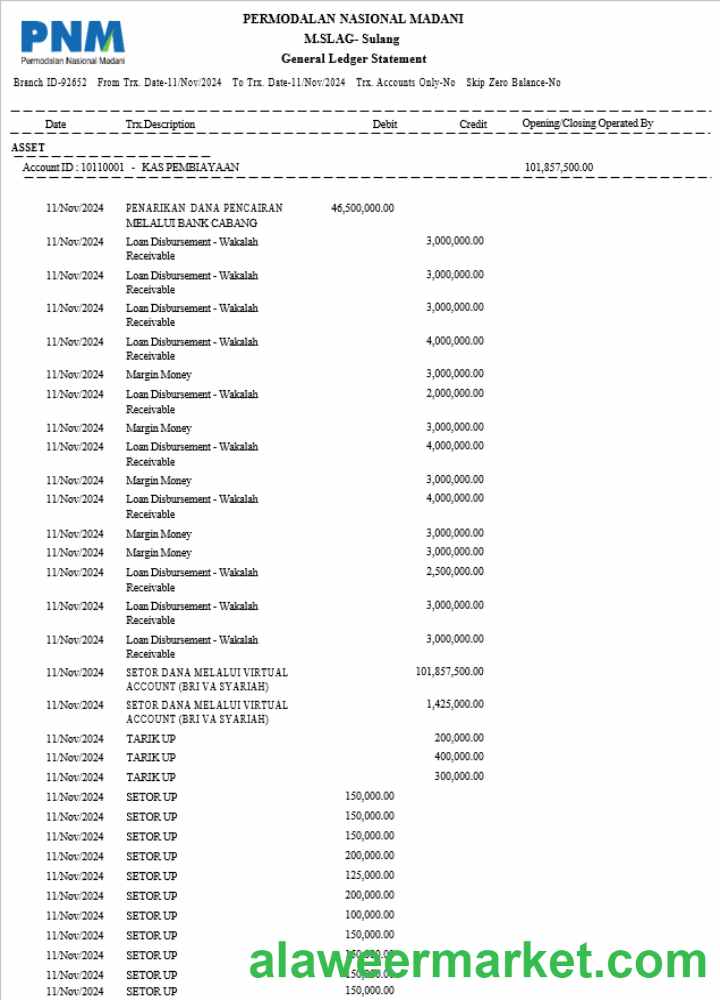 PNM
Permodalan Nasional Madani
PERMODALAN NASIONAL MADANI
M.SLAG- Sulang
General Ledger Statement
Branch ID-92652 From Trx. Date-11/Nov/2024 To Trx. Date-11/Nov/2024 Trx. Accounts Only-No Skip Zero Balance-No
Date Trx.Description Debit Credit Opening/Closing Operated By
ASSET
Account ID : 10110001 - KAS PEMBIAYAAN 101,857,500.00
11/Nov/2024 PENARIKAN DANA PENCAIRAN 46,500,000.00
MELALUI BANK CABANG
11/Nov/2024 Loan Disbursement - Wakalah 3,000,000.00
Receivable
11/Nov/2024 Loan Disbursement - Wakalah 3,000,000.00
Receivable
11/Nov/2024 Loan Disbursement - Wakalah 3,000,000.00
Receivable
11/Nov/2024 Loan Disbursement - Wakalah 4,000,000.00
Receivable
11/Nov/2024 Margin Money 3,000,000.00
11/Nov/2024 Loan Disbursement - Wakalah 2,000,000.00
Receivable
11/Nov/2024 Margin Money 3,000,000.00
11/Nov/2024 Loan Disbursement - Wakalah 4,000,000.00
Receivable
11/Nov/2024 Margin Money 3,000,000.00
11/Nov/2024 Loan Disbursement - Wakalah 4,000,000.00
Receivable
11/Nov/2024 Margin Money 3,000,000.00
11/Nov/2024 Margin Money 3,000,000.00
11/Nov/2024 Loan Disbursement - Wakalah 2,500,000.00
Receivable
11/Nov/2024 Loan Disbursement - Wakalah 3,000,000.00
Receivable
11/Nov/2024 Loan Disbursement - Wakalah 3,000,000.00
Receivable
11/Nov/2024 SETOR DANA MELALUI VIRTUAL 101,857,500.00
ACCOUNT (BRI VA SYARIAH)
11/Nov/2024 SETOR DANA MELALUI VIRTUAL 1,425,000.00
ACCOUNT (BRI VA SYARIAH)
11/Nov/2024 TARIK UP 200,000.00
11/Nov/2024 TARIK UP 400,000.00
11/Nov/2024 TARIK UP 300,000.00
11/Nov/2024 SETOR UP 150,000.00
11/Nov/2024 SETOR UP 150,000.00
11/Nov/2024 SETOR UP 150,000.00
11/Nov/2024 SETOR UP 200,000.00
11/Nov/2024 SETOR UP 125,000.00
11/Nov/2024 SETOR UP 200,000.00
11/Nov/2024 SETOR UP 100,000.00
11/Nov/2024 SETOR UP 150,000.00
11/Nov/2024 SETOR UP
11/Nov/2024 SETOR UP
11/Nov/2024 SETOR UP 150,000.00
alaweermarket.com